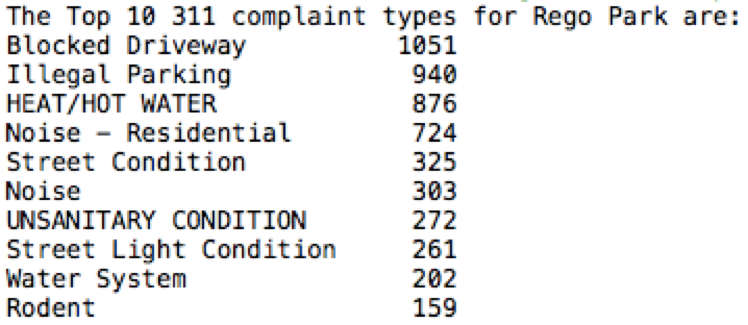 The Top 10 311 complaint types for Rego Park are:
Blocked Driveway 1051
Illegal Parking 940
HEAT/HOT WATER 876
Noise – Residential 724
Street Condition 325
Noise 303
UNSANITARY CONDITION 272
Street Light Condition 261
Water System 202
Rodent 159